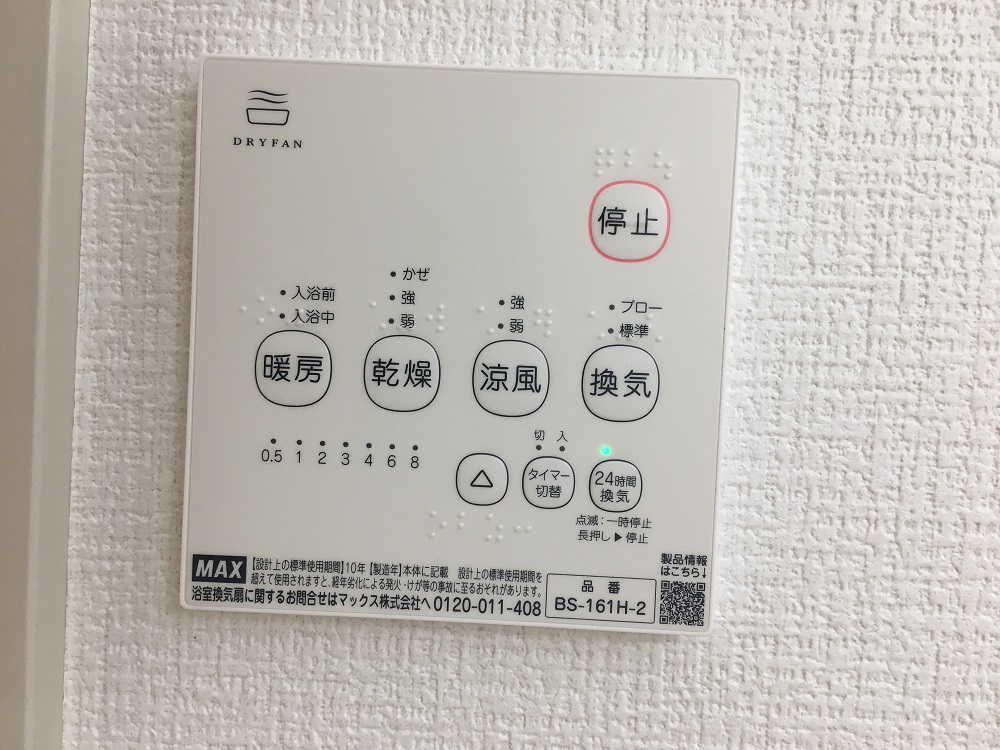 DRYFAN
停止
かぜ
強
弱
入浴前
入浴中
強
弱
ブロー
標準
暖房
乾燥
涼風
換気
0.5 1 2 3 4 6 8
切 入
タイマー
切替
24時間
換気
点滅：一時停止
長押し▶停止
MAX
【設計上の標準使用期間】10年【製造年】本体に記載 設計上の標準使用期間を
超えて使用されますと、経年劣化による発火・けが等の事故に至るおそれがあります。
浴室換気扇に関するお問合せはマックス株式会社へ 0120-011-408
品番
BS-161H-2
製品情報
はこちら↓